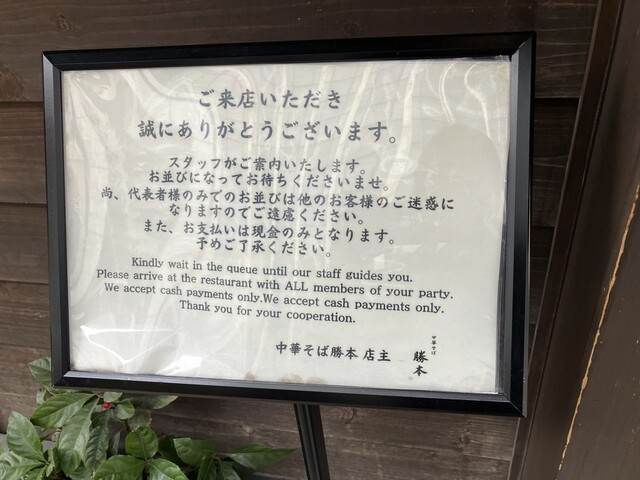 ご来店いただき
誠にありがとうございます。
スタッフがご案内いたします。
お並びになってお待ちくださいませ。
尚、代表者様のみでのお並びは他のお客様のご迷惑に
なりますのでご遠慮ください。
また、お支払いは現金のみとなります。
予めご了承ください。
Kindly wait in the queue until our staff guides you.
Please arrive at the restaurant with ALL members of your party.
We accept cash payments only.We accept cash payments only.
Thank you for your cooperation.
中華そば勝本 店主
中華そば
勝本